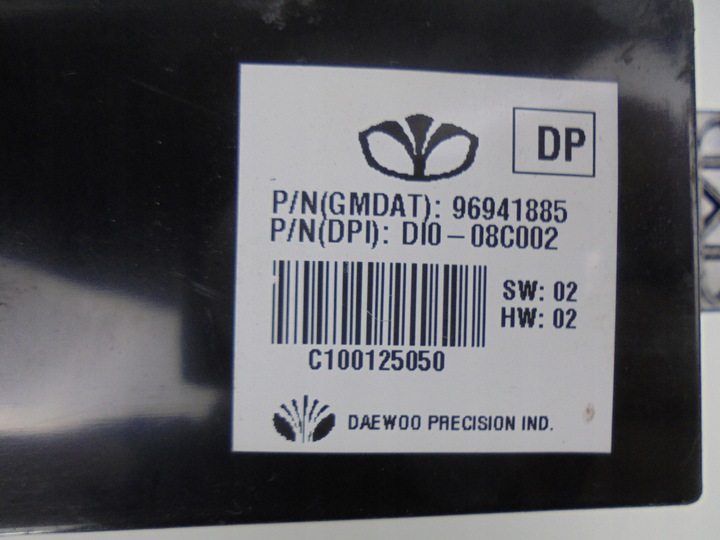 DP
P/N(GMDAT): 96941885
P/N(DPI): DI0-08C002
SW: 02
HW: 02
C100125050
DAEWOO PRECISION IND.